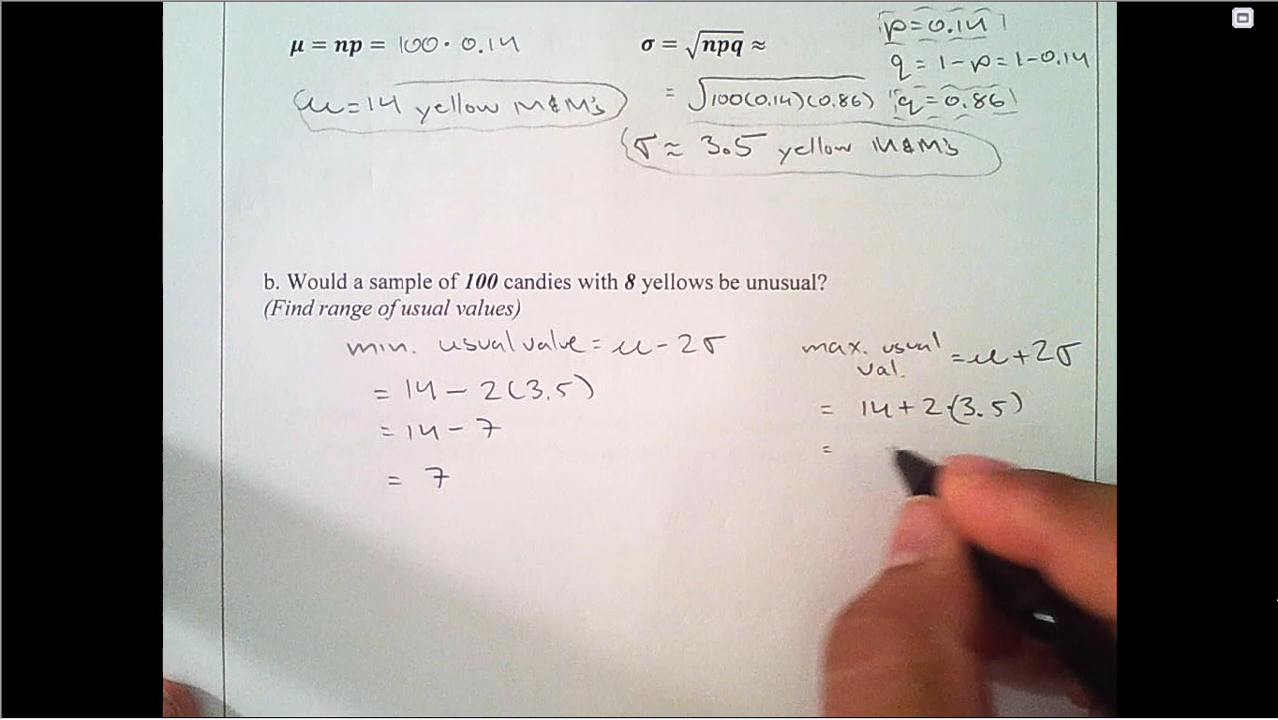 μ = np = 100 · 0.14
μ = 14 yellow M&M's
σ = √npq ≈
= √100(0.14)(0.86)
σ ≈ 3.5 yellow M&M's
p = 0.14
q = 1 - p = 1 - 0.14
q = 0.86
b. Would a sample of 100 candies with 8 yellows be unusual?
(Find range of usual values)
min. usual value = μ - 2σ
= 14 - 2(3.5)
= 14 - 7
= 7
max. usual
val. = μ + 2σ
= 14 + 2·(3.5)
=